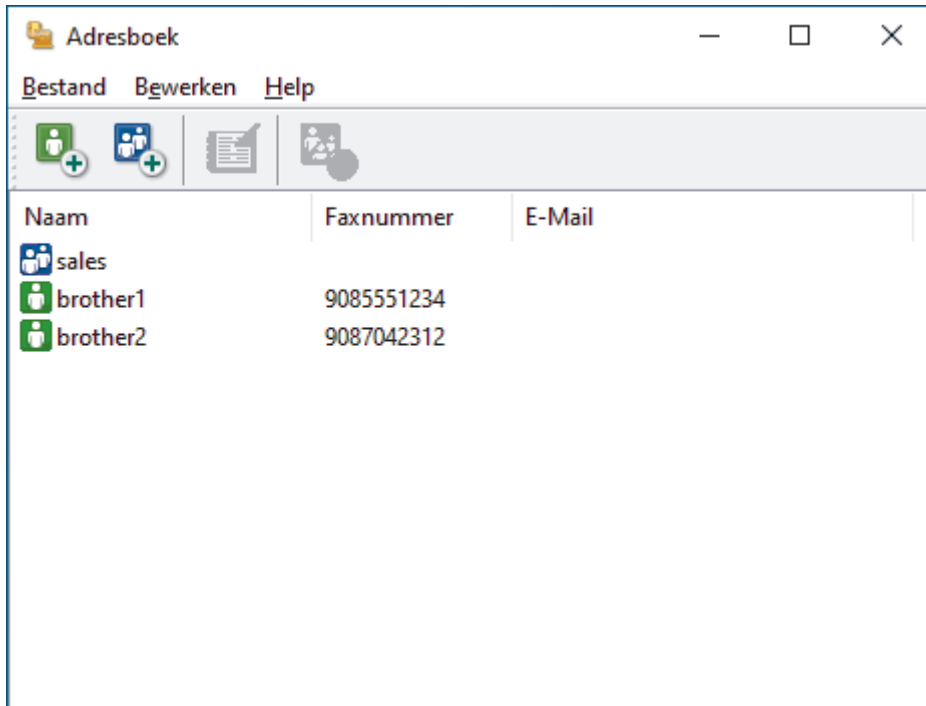 Adresboek
Bestand Bewerken Help
Naam Faxnummer E-Mail
sales
brother1 9085551234
brother2 9087042312